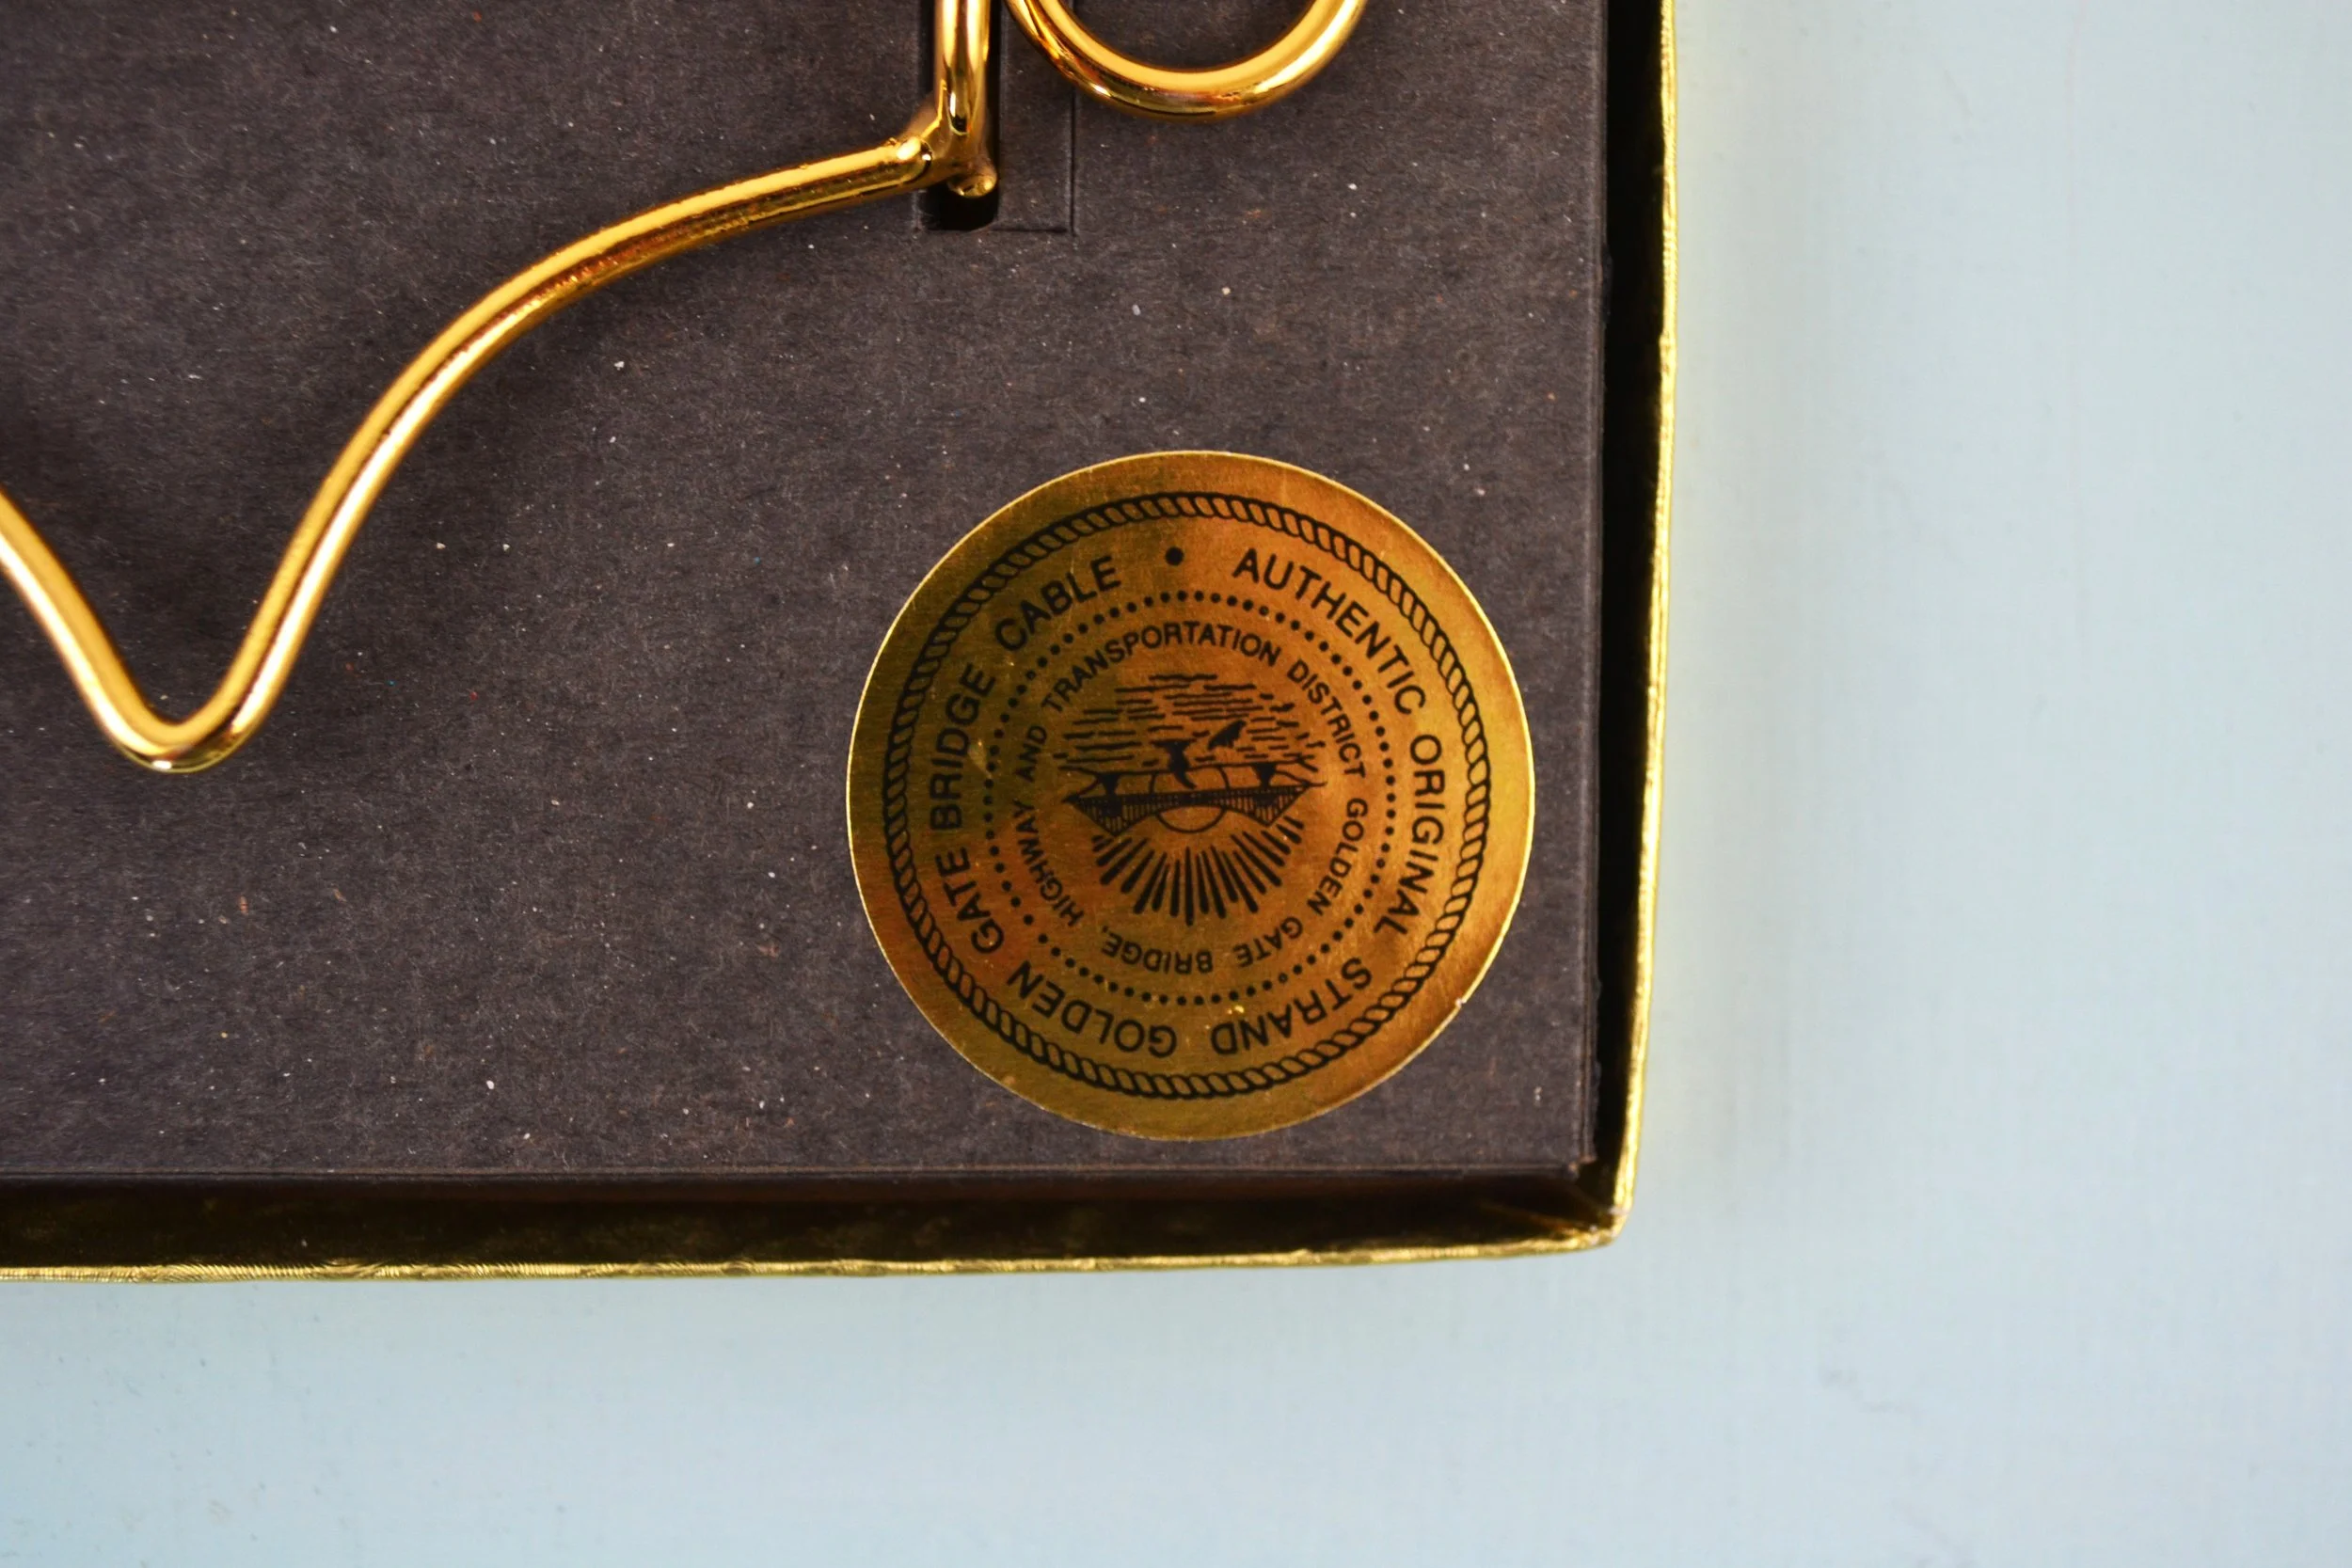 AUTHENTIC ORIGINAL STRAND GOLDEN GATE BRIDGE CABLE •
GOLDEN GATE BRIDGE, HIGHWAY AND TRANSPORTATION DISTRICT